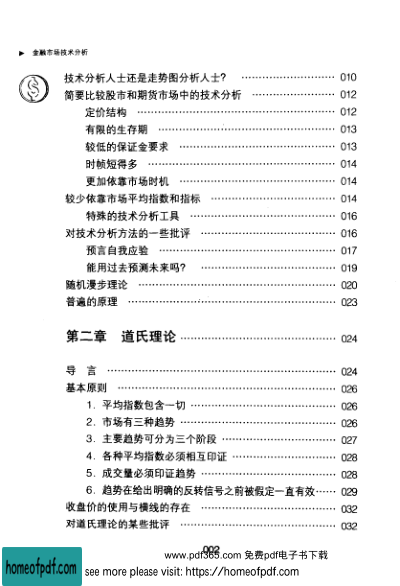 ▶ 金融市场技术分析
技术分析人士还是走势图分析人士? ………………………… 010
简要比较股市和期货市场中的技术分析 ……………………… 012
定价结构 ……………………………………………………… 012
有限的生存期 ………………………………………………… 013
较低的保证金要求 …………………………………………… 013
时帧短得多 …………………………………………………… 014
更加依靠市场时机 …………………………………………… 014
较少依靠市场平均指数和指标 ……………………………… 014
特殊的技术分析工具 ………………………………………… 016
对技术分析方法的一些批评 ………………………………… 016
预言自我应验 ………………………………………………… 017
能用过去预测未来吗? ……………………………………… 019
随机漫步理论 ………………………………………………… 020
普遍的原理 …………………………………………………… 023
第二章 道氏理论 …………………………………………… 024
导 言 ………………………………………………………… 024
基本原则 ……………………………………………………… 026
1. 平均指数包含一切 ……………………………………… 026
2. 市场有三种趋势 ………………………………………… 026
3. 主要趋势可分为三个阶段 ……………………………… 027
4. 各种平均指数必须相互印证 …………………………… 028
5. 成交量必须印证趋势 …………………………………… 028
6. 趋势在给出明确的反转信号之前被假定一直有效 …… 029
收盘价的使用与横线的存在 ………………………………… 032
对道氏理论的某些批评 ……………………………………… 032
002
www.pdf365.com 免费pdf电子书下载
homeofpdf.com
see more please visit: https://homeofpdf.com